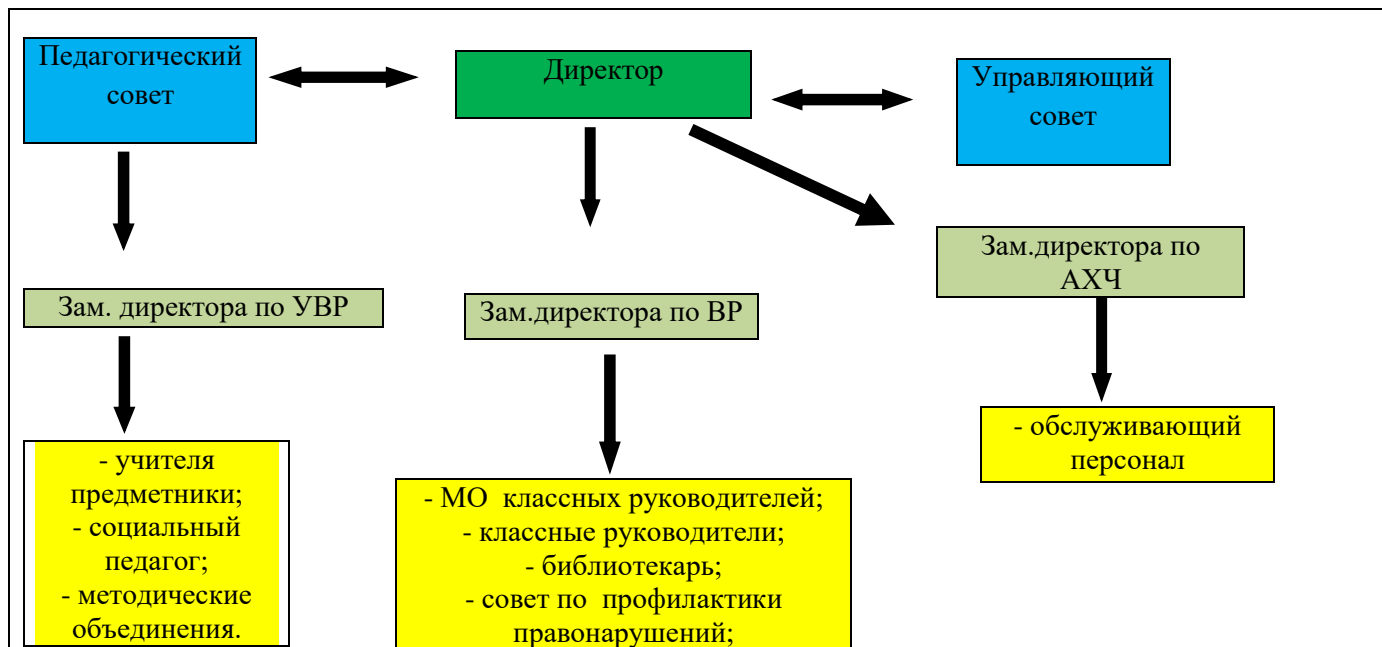 Педагогический
совет
Директор
Управляющий
совет
Зам.директора по
АХЧ
Зам. директора по УВР
Зам.директора по ВР
- обслуживающий
персонал
- учителя
предметники;
- социальный
педагог;
- методические
объединения.
- МО  классных руководителей;
- классные руководители;
- библиотекарь;
- совет по  профилактики
правонарушений;